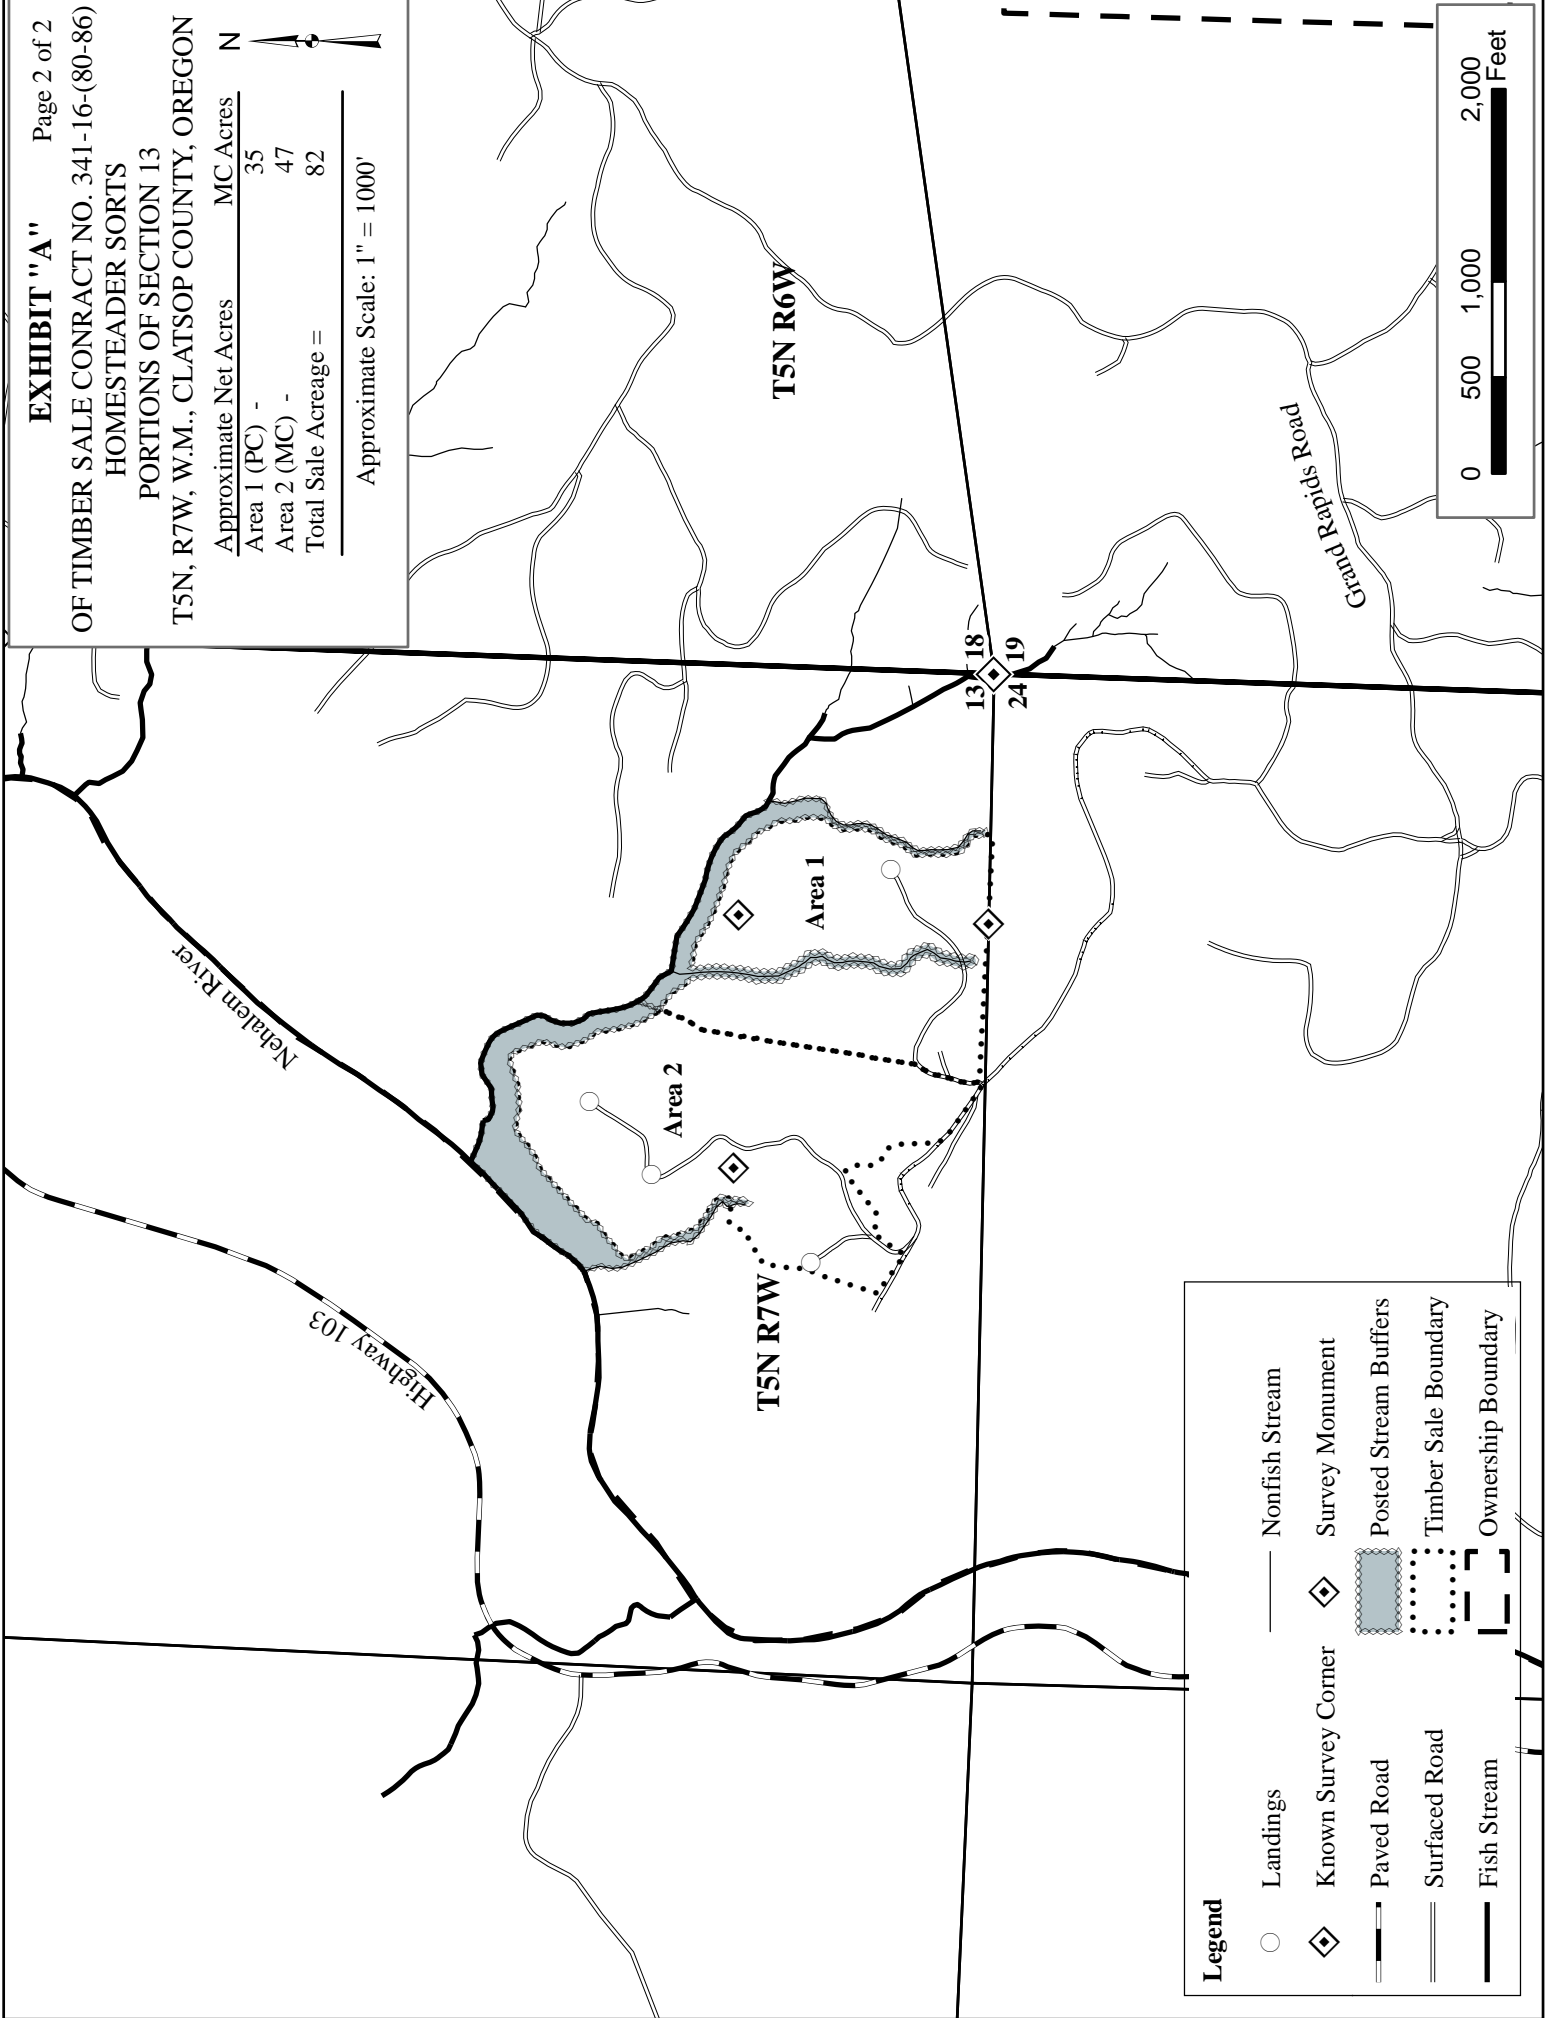 EXHIBIT "A" Page 2 of 2
OF TIMBER SALE CONRACT NO. 341-16-(80-86)
HOMESTEADER SORTS
PORTIONS OF SECTION 13
T5N, R7W, W.M., CLATSOP COUNTY, OREGON
Approximate Net Acres MC Acres
Area 1 (PC) - 35
Area 2 (MC) - 47
Total Sale Acreage = 82
Approximate Scale: 1" = 1000'
N
Highway 103
Nehalem River
T5N R7W
Area 2
Area 1
T5N R6W
13 18
24 19
Grand Rapids Road
Legend
Landings
Nonfish Stream
Known Survey Corner
Survey Monument
Paved Road
Posted Stream Buffers
Surfaced Road
Timber Sale Boundary
Fish Stream
Ownership Boundary
0 500 1,000 2,000
Feet